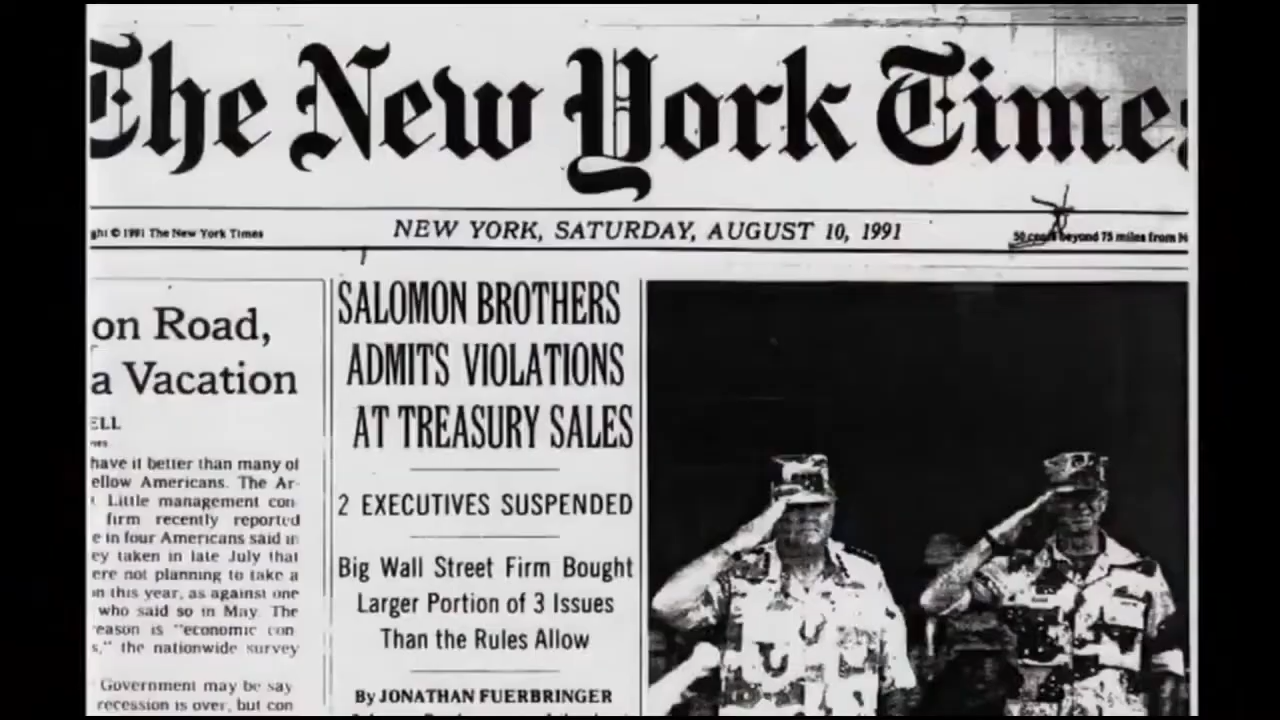 The New York Times
ght © 1991 The New York Times
NEW YORK, SATURDAY, AUGUST 10, 1991
50 cents beyond 75 miles from N
on Road,
a Vacation
ELL
have it better than many of
ellow Americans. The Ar-
Little management con-
firm recently reported
e in four Americans said in
ey taken in late July that
ere not planning to take a
on this year, as against one
who said so in May. The
eason is "economic con-
s," the nationwide survey
Government may be say
recession is over, but con
SALOMON BROTHERS
ADMITS VIOLATIONS
AT TREASURY SALES
2 EXECUTIVES SUSPENDED
Big Wall Street Firm Bought
Larger Portion of 3 Issues
Than the Rules Allow
By JONATHAN FUERBRINGER